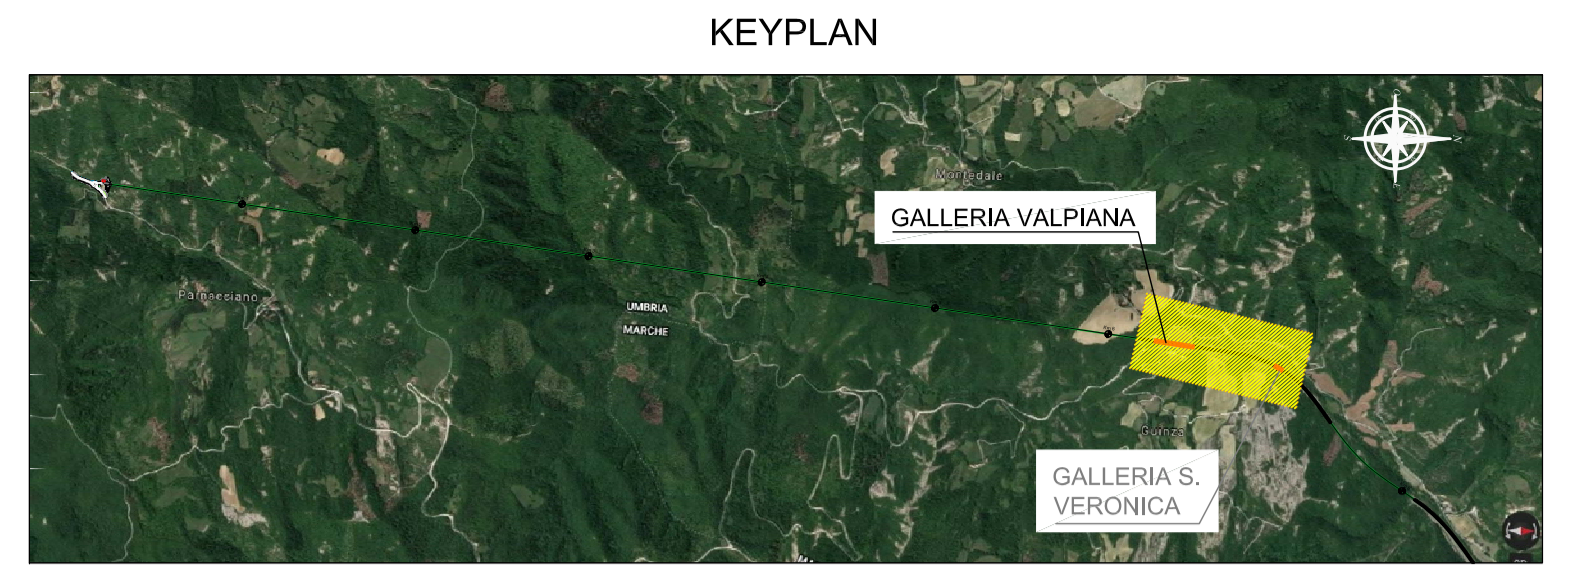 KEYPLAN
O
S
N
E
Montedale
GALLERIA VALPIANA
Parnacciano
UMBRIA
MARCHE
Guinza
GALLERIA S.
VERONICA